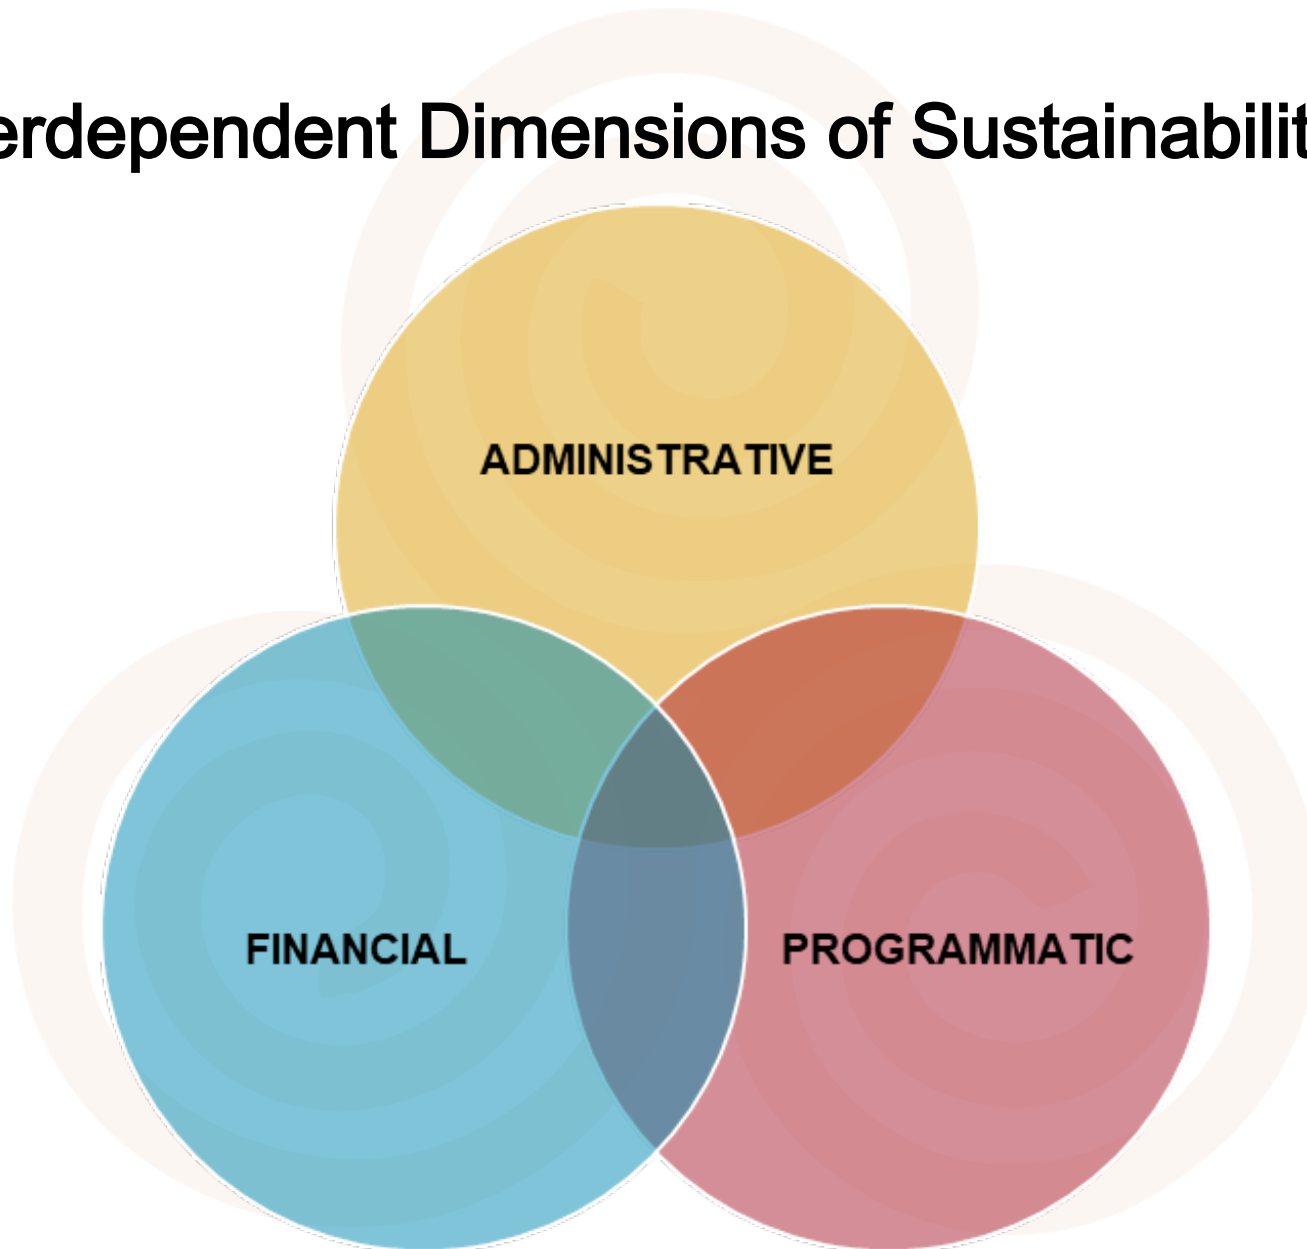 erdependent Dimensions of Sustainabilit
ADMINISTRATIVE
FINANCIAL
PROGRAMMATIC